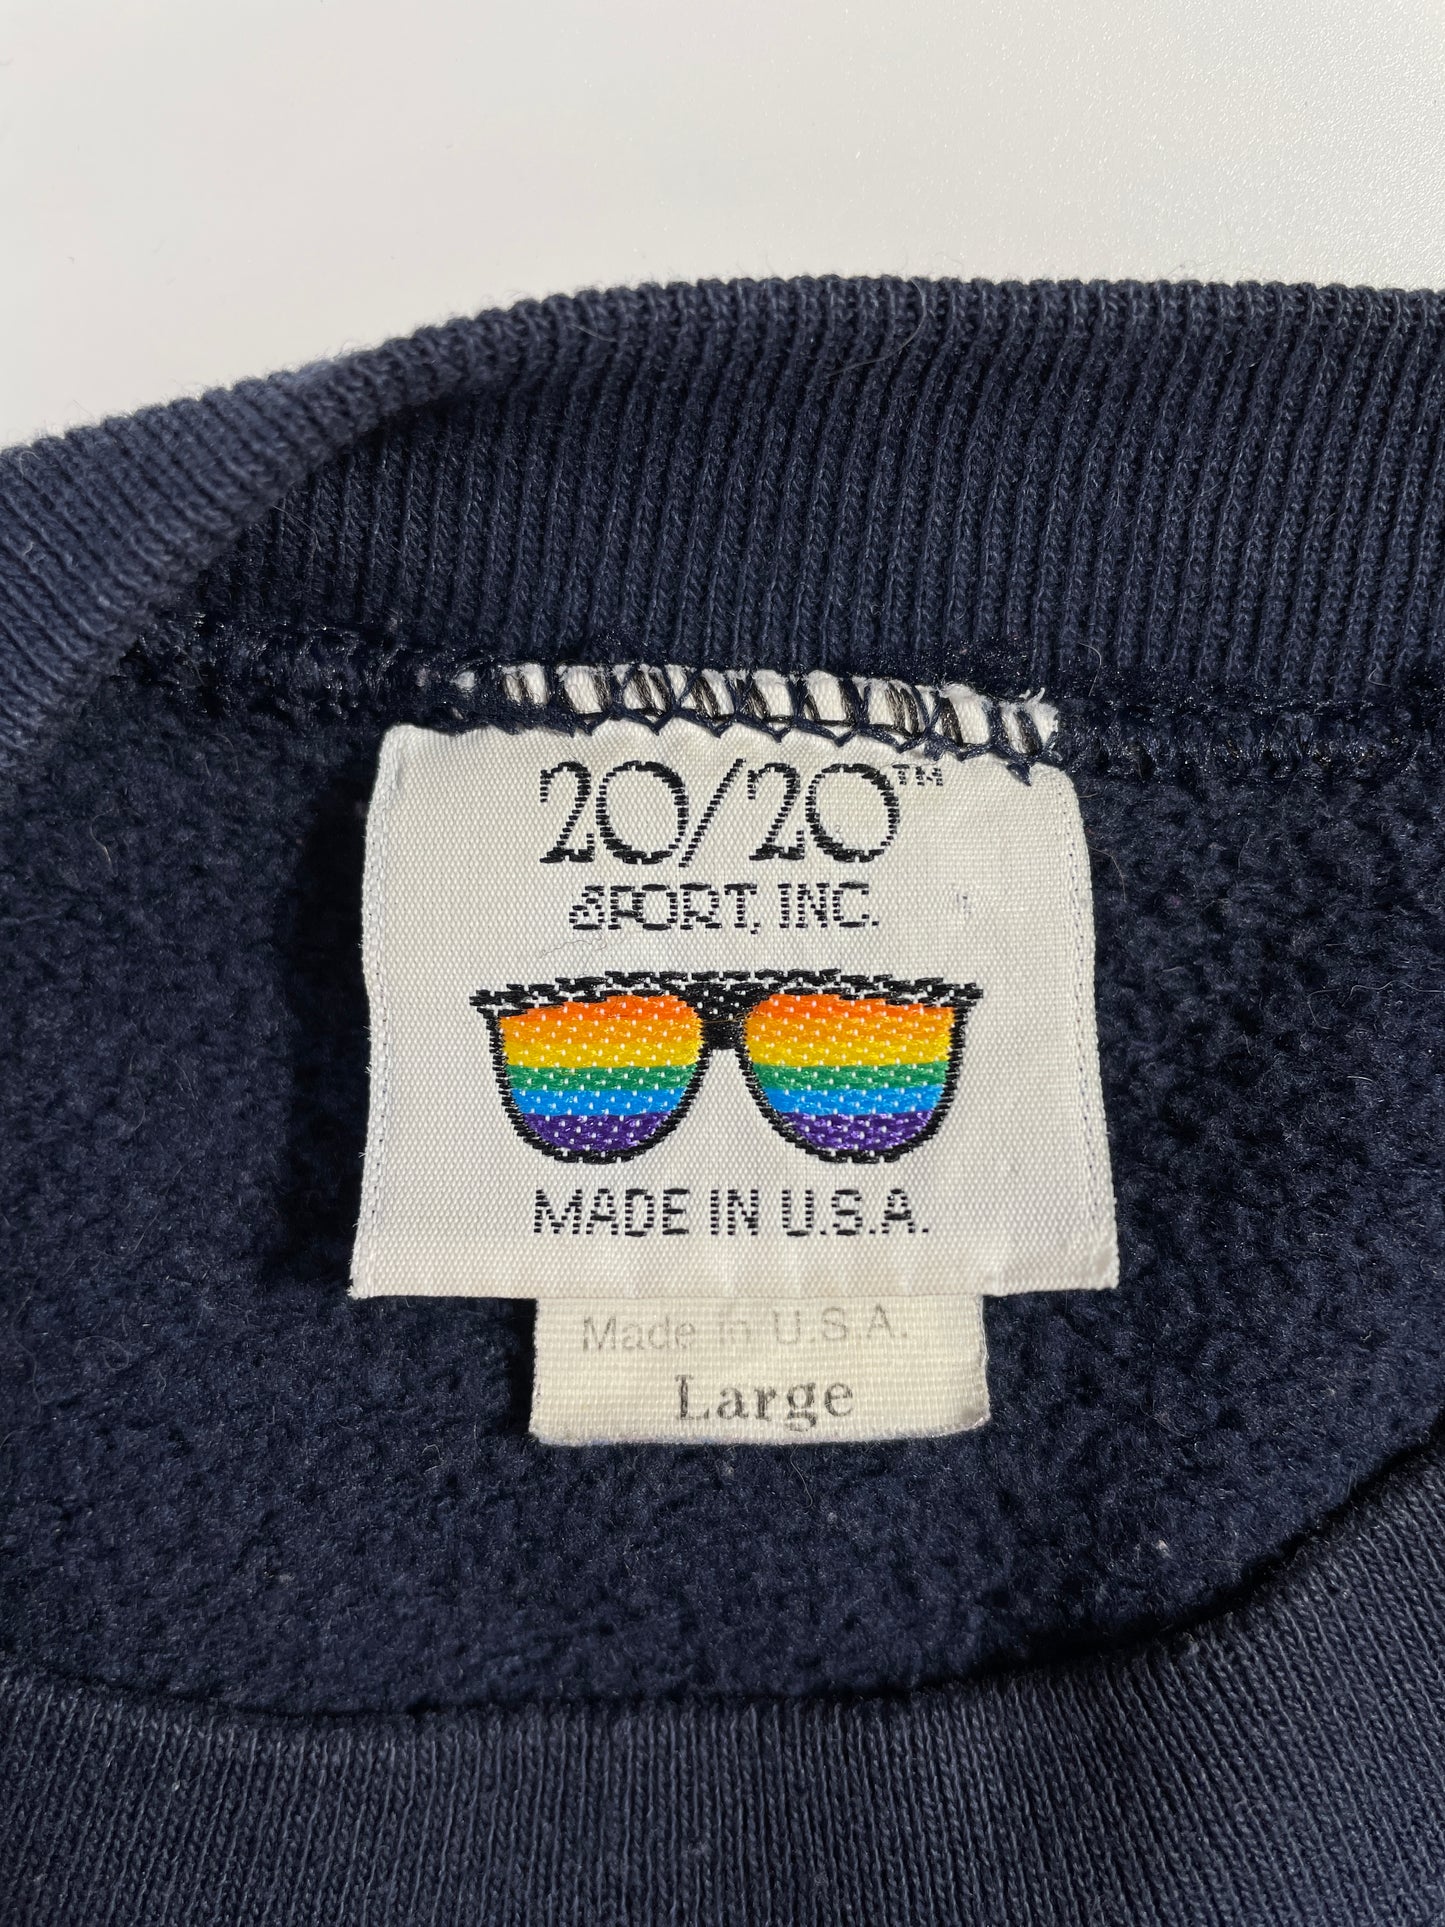 20/20™
SPORT, INC.
MADE IN U.S.A.
Made in U.S.A.
Large